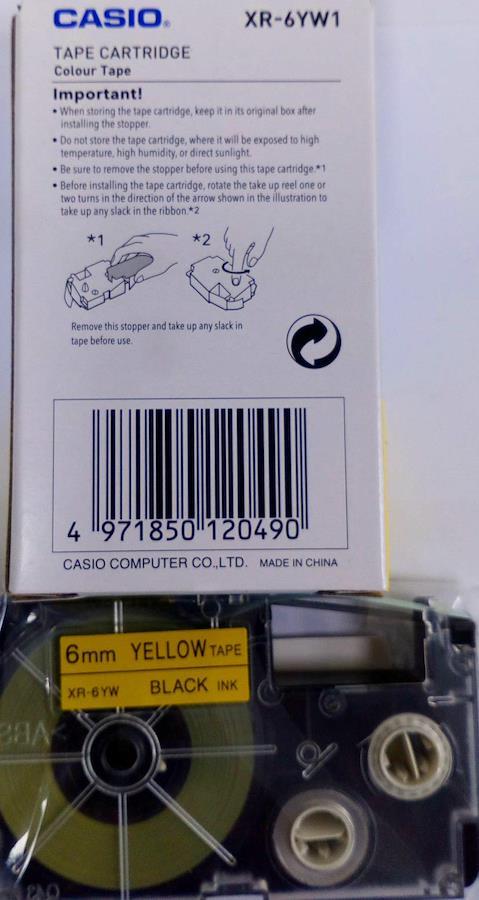 CASIO® XR-6YW1
TAPE CARTRIDGE
Colour Tape
Important!
• When storing the tape cartridge, keep it in its original box after
installing the stopper.
• Do not store the tape cartridge, where it will be exposed to high
temperature, high humidity, or direct sunlight.
• Be sure to remove the stopper before using this tape cartridge.*1
• Before installing the tape cartridge, rotate the take up reel one or
two turns in the direction of the arrow shown in the illustration to
take up any slack in the ribbon.*2
*1 *2
Remove this stopper and take up any slack in
tape before use.
4 971850 120490
CASIO COMPUTER CO.,LTD. MADE IN CHINA
6mm YELLOW TAPE
XR-6YW BLACK INK